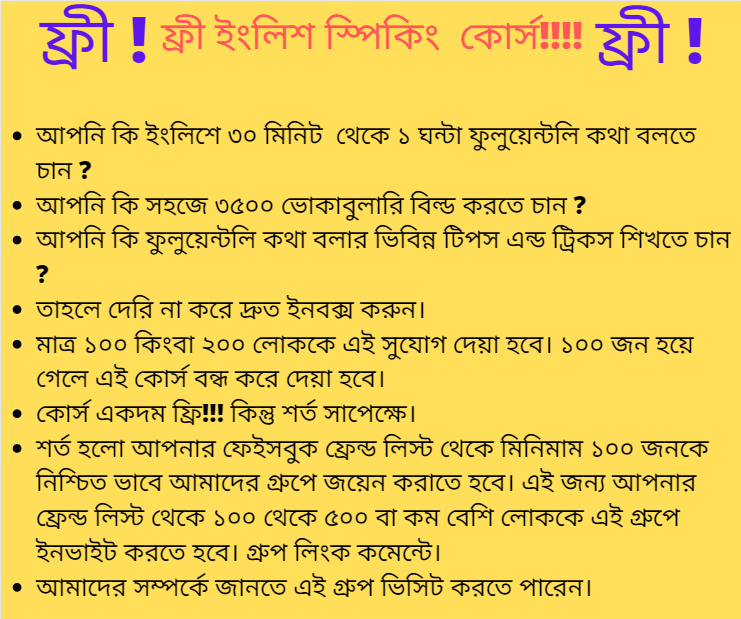 ফ্রী ! ফ্রী ইংলিশ স্পিকিং কোর্স!!!! ফ্রী !
• আপনি কি ইংলিশে ৩০ মিনিট থেকে ১ ঘন্টা ফুলুয়েন্টলি কথা বলতে
চান ?
• আপনি কি সহজে ৩৫০০ ভোকাবুলারি বিল্ড করতে চান ?
• আপনি কি ফুলুয়েন্টলি কথা বলার ভিবিন্ন টিপস এন্ড ট্রিকস শিখতে চান
?
• তাহলে দেরি না করে দ্রুত ইনবক্স করুন।
• মাত্র ১০০ কিংবা ২০০ লোককে এই সুযোগ দেয়া হবে। ১০০ জন হয়ে
গেলে এই কোর্স বন্ধ করে দেয়া হবে।
• কোর্স একদম ফ্রি!!! কিন্তু শর্ত সাপেক্ষে।
• শর্ত হলো আপনার ফেইসবুক ফ্রেন্ড লিস্ট থেকে মিনিমাম ১০০ জনকে
নিশ্চিত ভাবে আমাদের গ্রুপে জয়েন করাতে হবে। এই জন্য আপনার
ফ্রেন্ড লিস্ট থেকে ১০০ থেকে ৫০০ বা কম বেশি লোককে এই গ্রুপে
ইনভাইট করতে হবে। গ্রুপ লিংক কমেন্টে।
• আমাদের সম্পর্কে জানতে এই গ্রুপ ভিসিট করতে পারেন।